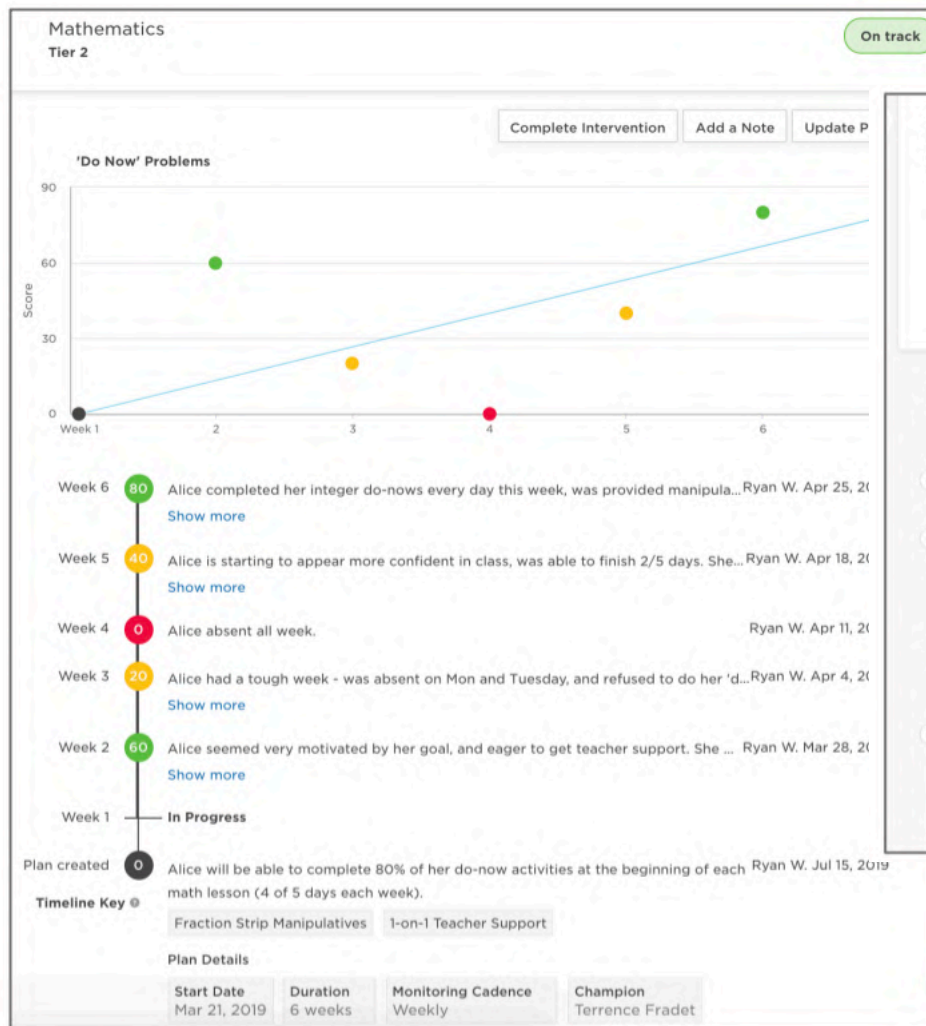 Mathematics
Tier 2
On track
Complete Intervention
Add a Note
Update P
'Do Now' Problems
90
60
30
0
Score
Week 1
2
3
4
5
6
Week 6
80
Alice completed her integer do-nows every day this week, was provided manipula...
Ryan W. Apr 25, 20
Show more
Week 5
40
Alice is starting to appear more confident in class, was able to finish 2/5 days. She...
Ryan W. Apr 18, 20
Show more
Week 4
0
Alice absent all week.
Ryan W. Apr 11, 20
Week 3
20
Alice had a tough week - was absent on Mon and Tuesday, and refused to do her 'd...
Ryan W. Apr 4, 20
Show more
Week 2
60
Alice seemed very motivated by her goal, and eager to get teacher support. She ...
Ryan W. Mar 28, 20
Show more
Week 1
In Progress
Plan created
0
Alice will be able to complete 80% of her do-now activities at the beginning of each
Ryan W. Jul 15, 2019
math lesson (4 of 5 days each week).
Timeline Key
Fraction Strip Manipulatives
1-on-1 Teacher Support
Plan Details
Start Date
Mar 21, 2019
Duration
6 weeks
Monitoring Cadence
Weekly
Champion
Terrence Fradet